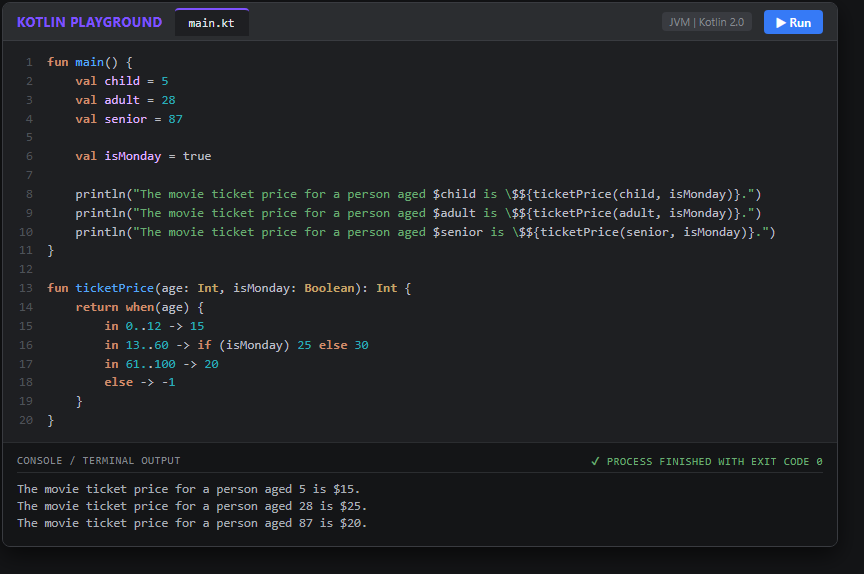 KOTLIN PLAYGROUND main.kt JVM | Kotlin 2.0 ▶ Run
1 fun main() {
2     val child = 5
3     val adult = 28
4     val senior = 87
5
6     val isMonday = true
7
8     println("The movie ticket price for a person aged $child is \$${ticketPrice(child, isMonday)}.")
9     println("The movie ticket price for a person aged $adult is \$${ticketPrice(adult, isMonday)}.")
10     println("The movie ticket price for a person aged $senior is \$${ticketPrice(senior, isMonday)}.")
11 }
12
13 fun ticketPrice(age: Int, isMonday: Boolean): Int {
14     return when(age) {
15         in 0..12 -> 15
16         in 13..60 -> if (isMonday) 25 else 30
17         in 61..100 -> 20
18         else -> -1
19     }
20 }
CONSOLE / TERMINAL OUTPUT ✓ PROCESS FINISHED WITH EXIT CODE 0
The movie ticket price for a person aged 5 is $15.
The movie ticket price for a person aged 28 is $25.
The movie ticket price for a person aged 87 is $20.